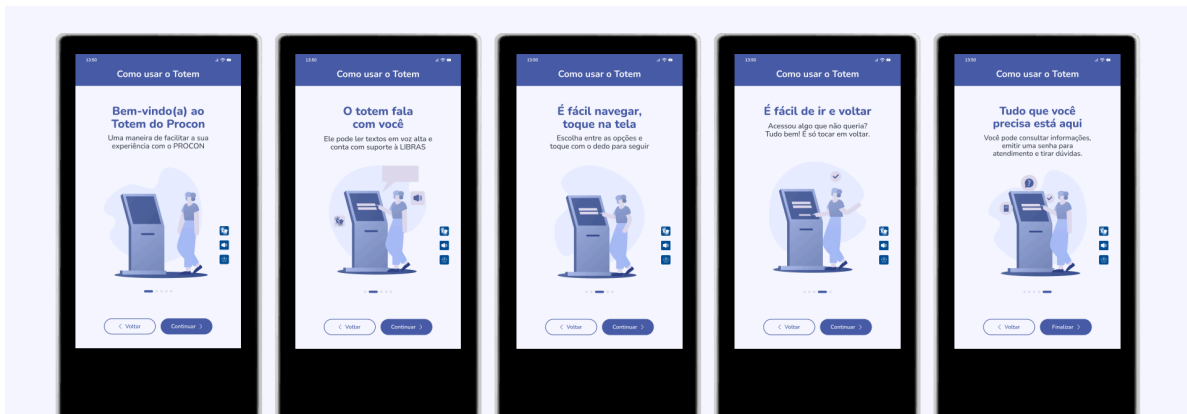 13:50
Como usar o Totem
Bem-vindo(a) ao
Totem do Procon
Uma maneira de facilitar a sua
experiência com o PROCON
Voltar
Continuar
13:50
Como usar o Totem
O totem fala
com você
Ele pode ler textos em voz alta e
conta com suporte à LIBRAS
Voltar
Continuar
13:50
Como usar o Totem
É fácil navegar,
toque na tela
Escolha entre as opções e
toque com o dedo para seguir
Voltar
Continuar
13:50
Como usar o Totem
É fácil de ir e voltar
Acessou algo que não queria?
Tudo bem! É só tocar em voltar.
Voltar
Continuar
13:50
Como usar o Totem
Tudo que você
precisa está aqui
Você pode consultar informações,
emitir uma senha para
atendimento e tirar dúvidas.
?
Voltar
Finalizar